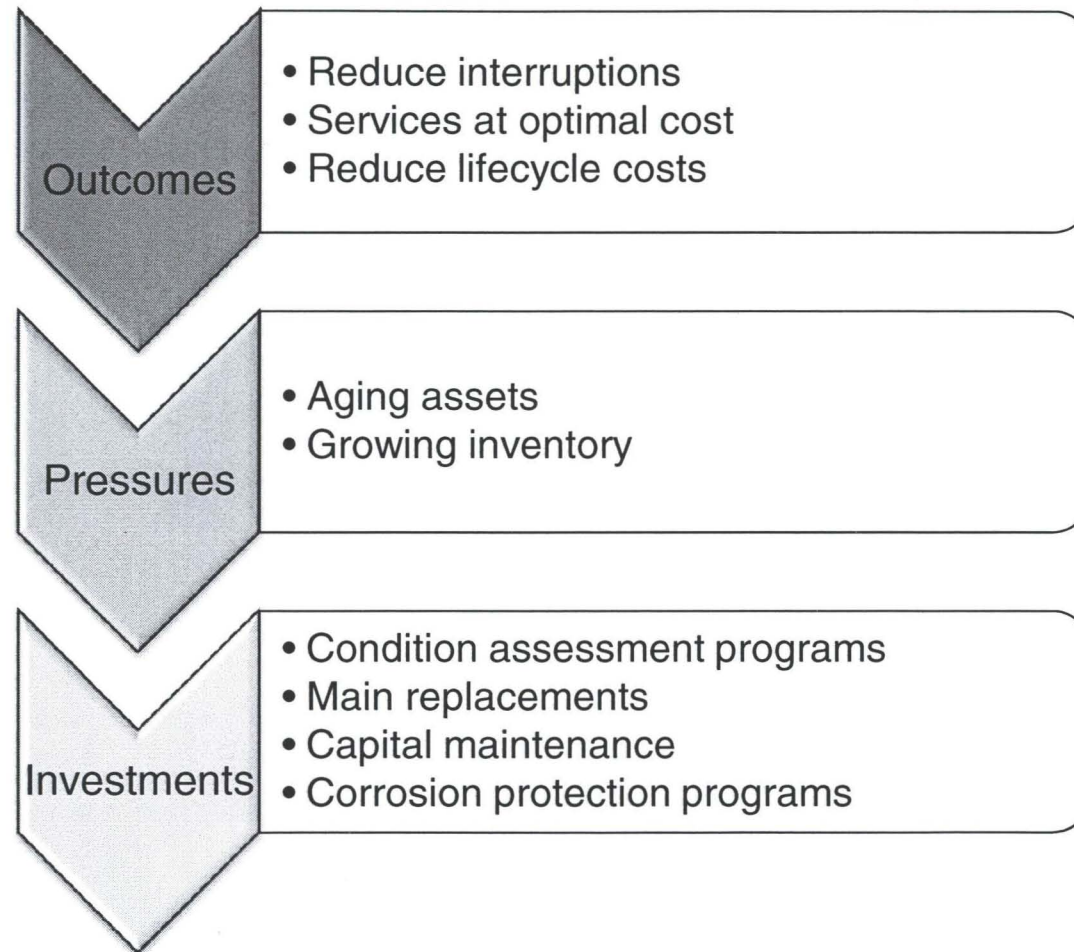 Outcomes
• Reduce interruptions
• Services at optimal cost
• Reduce lifecycle costs
Pressures
• Aging assets
• Growing inventory
Investments
• Condition assessment programs
• Main replacements
• Capital maintenance
• Corrosion protection programs